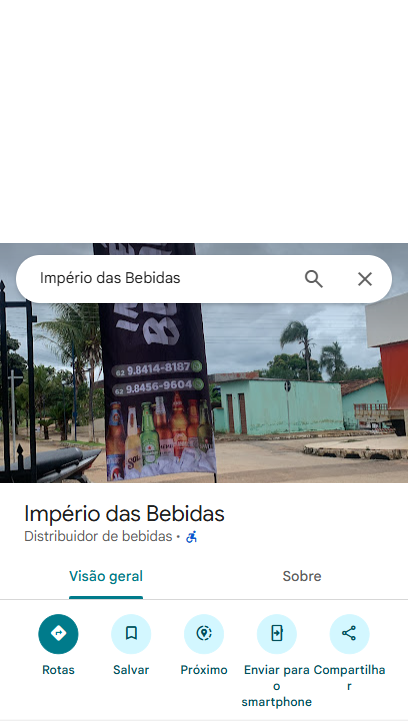 Império das Bebidas
62 9.8414-8187
62 9.8456-9604
Império das Bebidas
Distribuidor de bebidas ·
Visão geral
Sobre
Rotas
Salvar
Próximo
Enviar para
o
smartphone
Compartilha
r